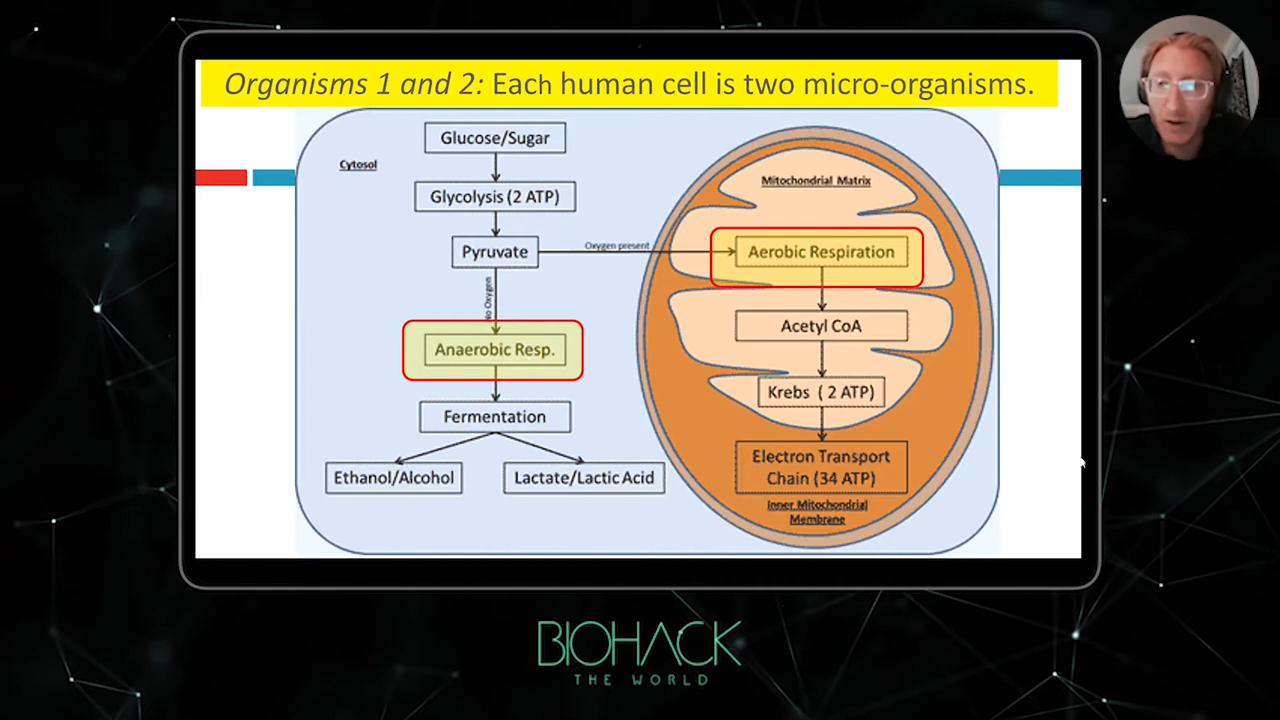 Organisms 1 and 2: Each human cell is two micro-organisms.
Glucose/Sugar
Cytosol
Glycolysis (2 ATP)
Pyruvate
Oxygen present
No Oxygen
Anaerobic Resp.
Fermentation
Ethanol/Alcohol
Lactate/Lactic Acid
Mitochondrial Matrix
Aerobic Respiration
Acetyl CoA
Krebs ( 2 ATP)
Electron Transport
Chain (34 ATP)
Inner Mitochondrial
Membrane
BIOHACK
THE WORLD